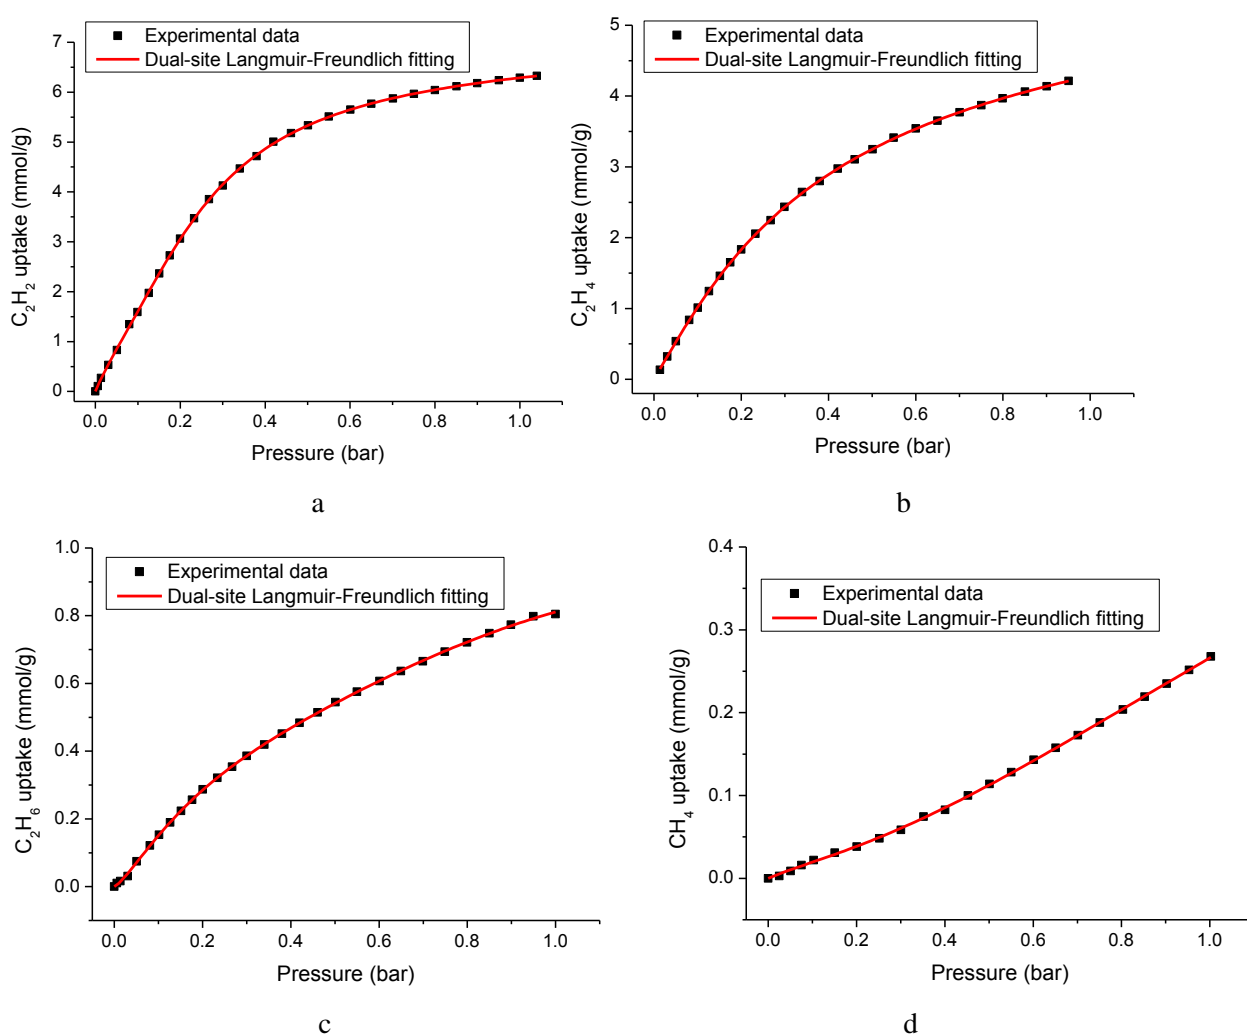 Experimental data
Dual-site Langmuir-Freundlich fitting
7
6
5
4
3
2
1
0
C₂H₂ uptake (mmol/g)
0.0 0.2 0.4 0.6 0.8 1.0
Pressure (bar)
a
Experimental data
Dual-site Langmuir-Freundlich fitting
5
4
3
2
1
0
C₂H₄ uptake (mmol/g)
0.0 0.2 0.4 0.6 0.8 1.0
Pressure (bar)
b
Experimental data
Dual-site Langmuir-Freundlich fitting
1.0
0.8
0.6
0.4
0.2
0.0
C₂H₆ uptake (mmol/g)
0.0 0.2 0.4 0.6 0.8 1.0
Pressure (bar)
c
Experimental data
Dual-site Langmuir-Freundlich fitting
0.4
0.3
0.2
0.1
0.0
CH₄ uptake (mmol/g)
0.0 0.2 0.4 0.6 0.8 1.0
Pressure (bar)
d